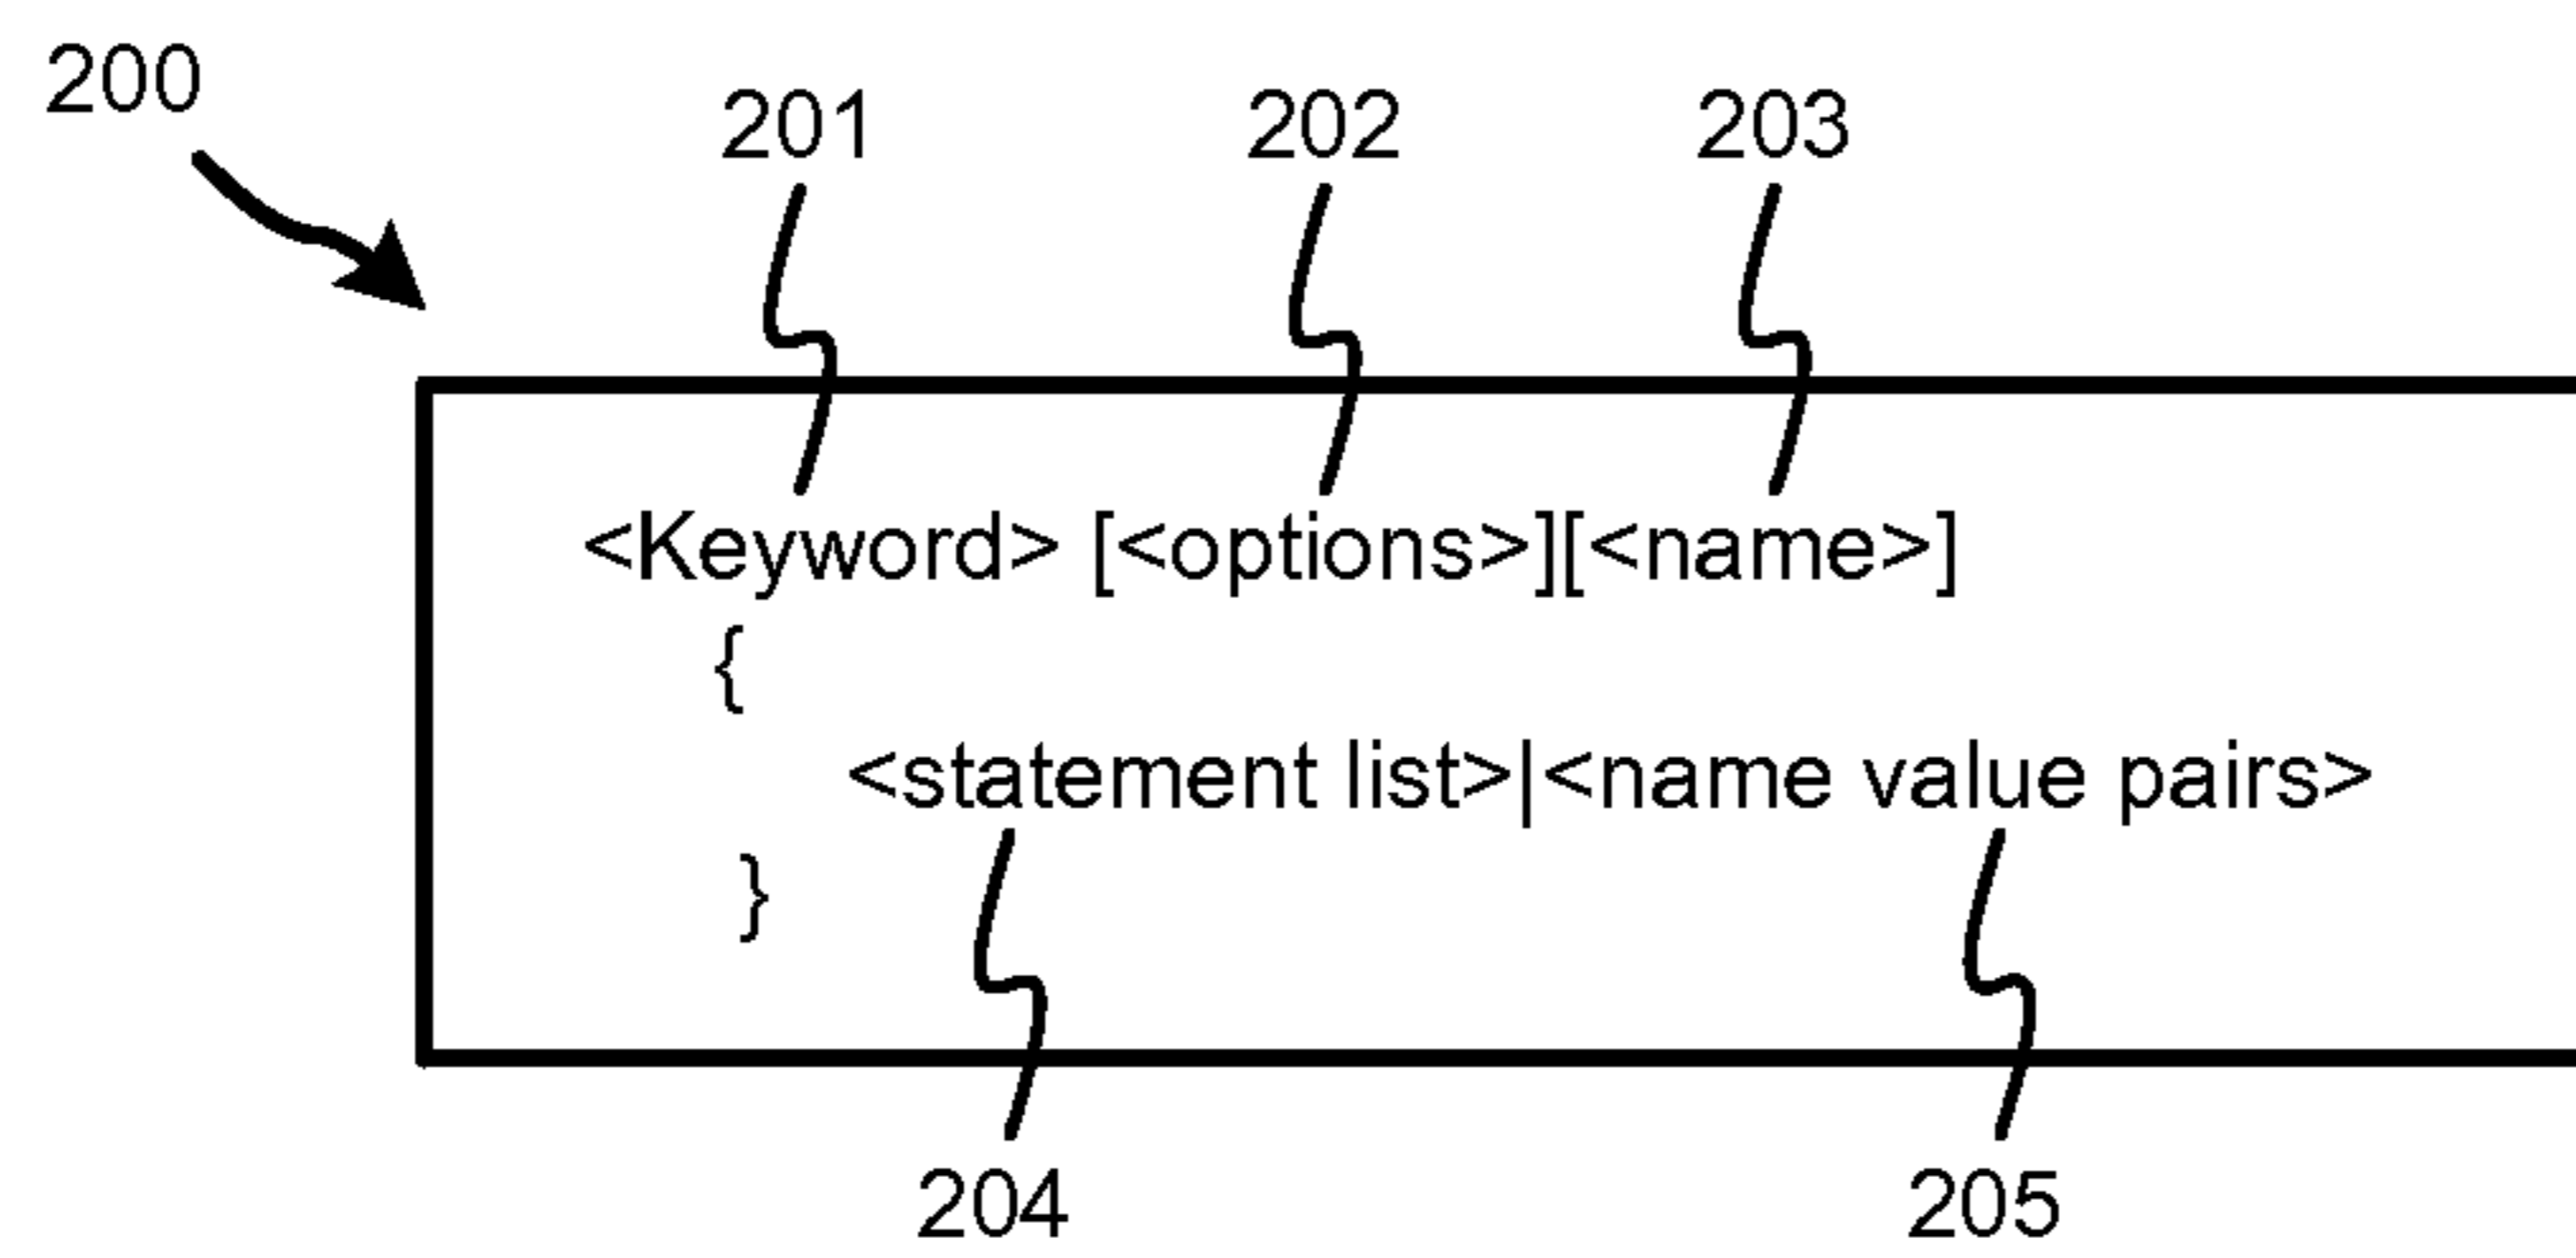 200
201 202 203
<Keyword> [<options>][<name>]
{
<statement list>|<name value pairs>
}
204 205